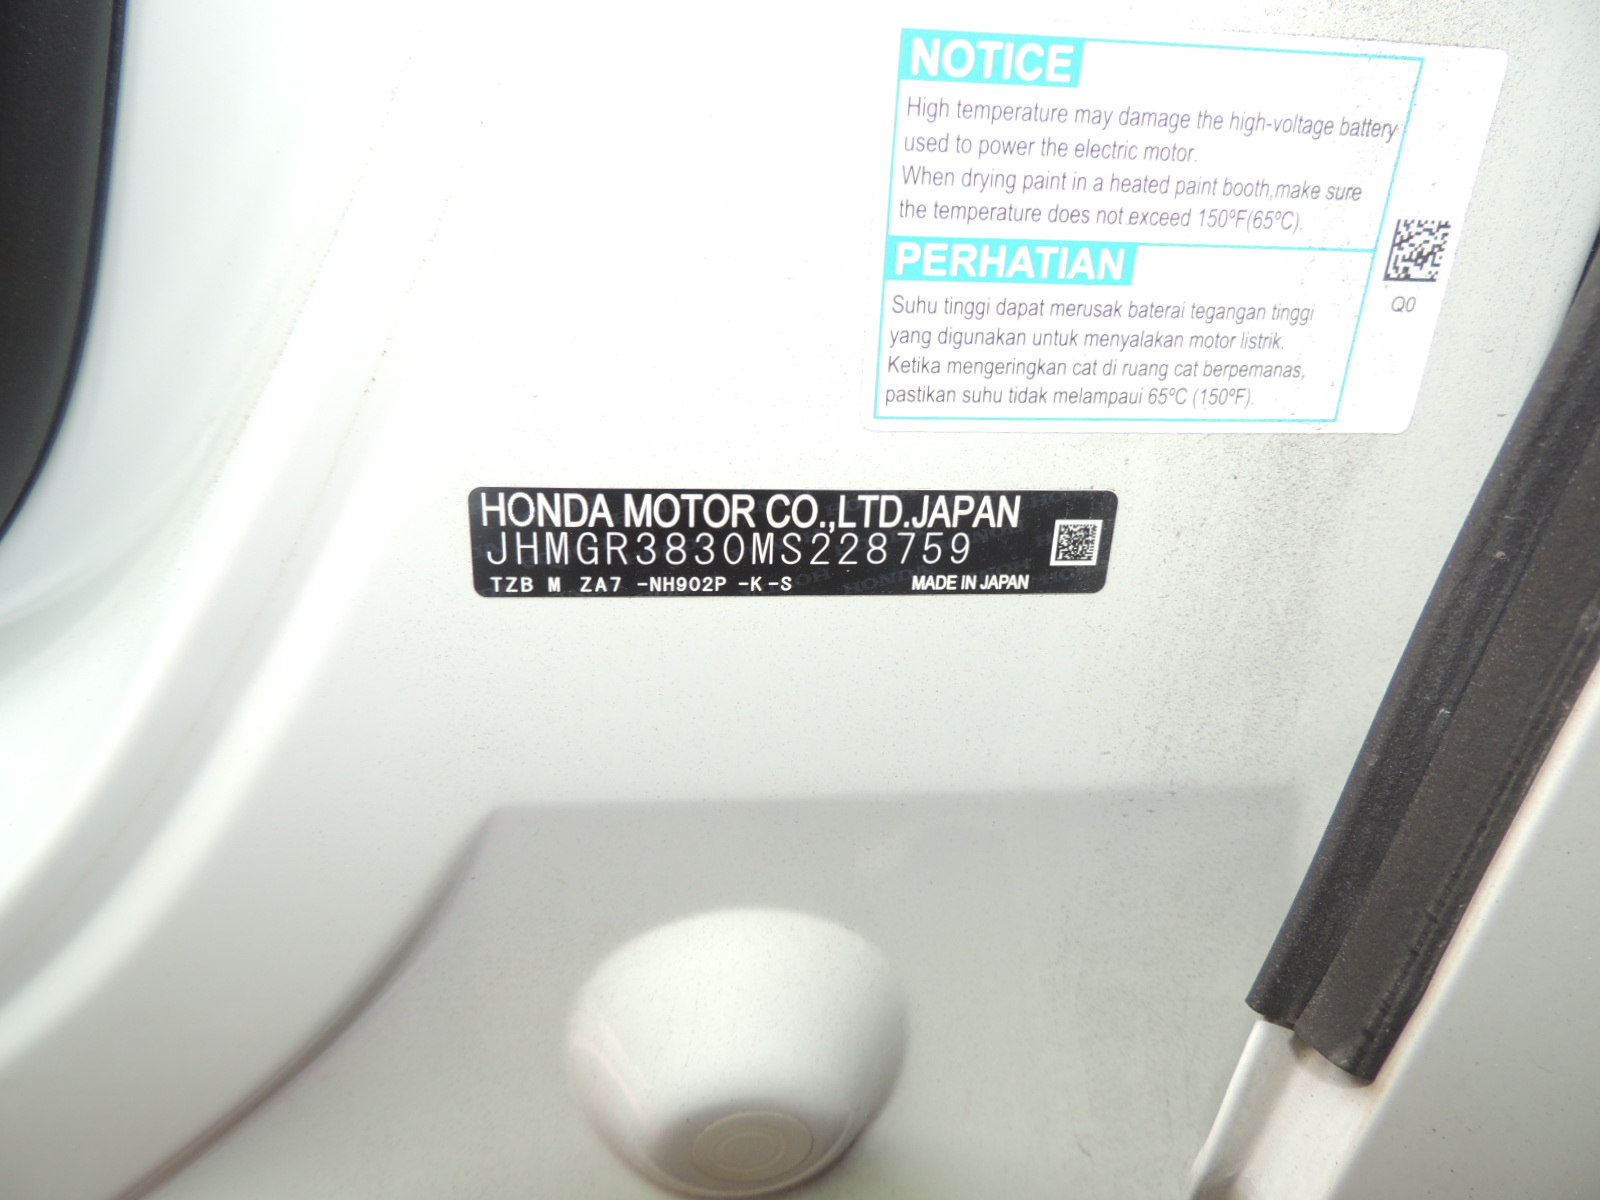 NOTICE
High temperature may damage the high-voltage battery
used to power the electric motor.
When drying paint in a heated paint booth,make sure
the temperature does not exceed 150ºF(65ºC).
PERHATIAN
Suhu tinggi dapat merusak baterai tegangan tinggi
yang digunakan untuk menyalakan motor listrik.
Ketika mengeringkan cat di ruang cat berpemanas,
pastikan suhu tidak melampaui 65ºC (150ºF).
Q0
HONDA MOTOR CO.,LTD.JAPAN
JHMGR3830MS228759
TZB M ZA7 -NH902P -K-S
MADE IN JAPAN